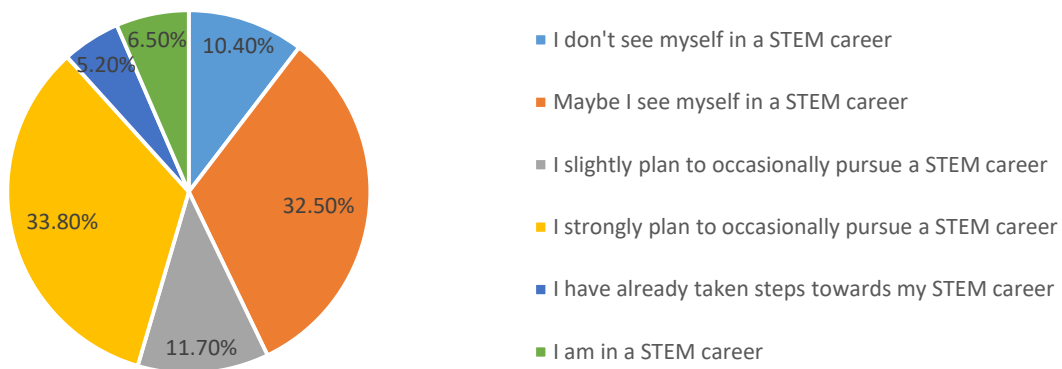 6.50%
10.40%
5.20%
32.50%
33.80%
11.70%
I don't see myself in a STEM career
Maybe I see myself in a STEM career
I slightly plan to occasionally pursue a STEM career
I strongly plan to occasionally pursue a STEM career
I have already taken steps towards my STEM career
I am in a STEM career